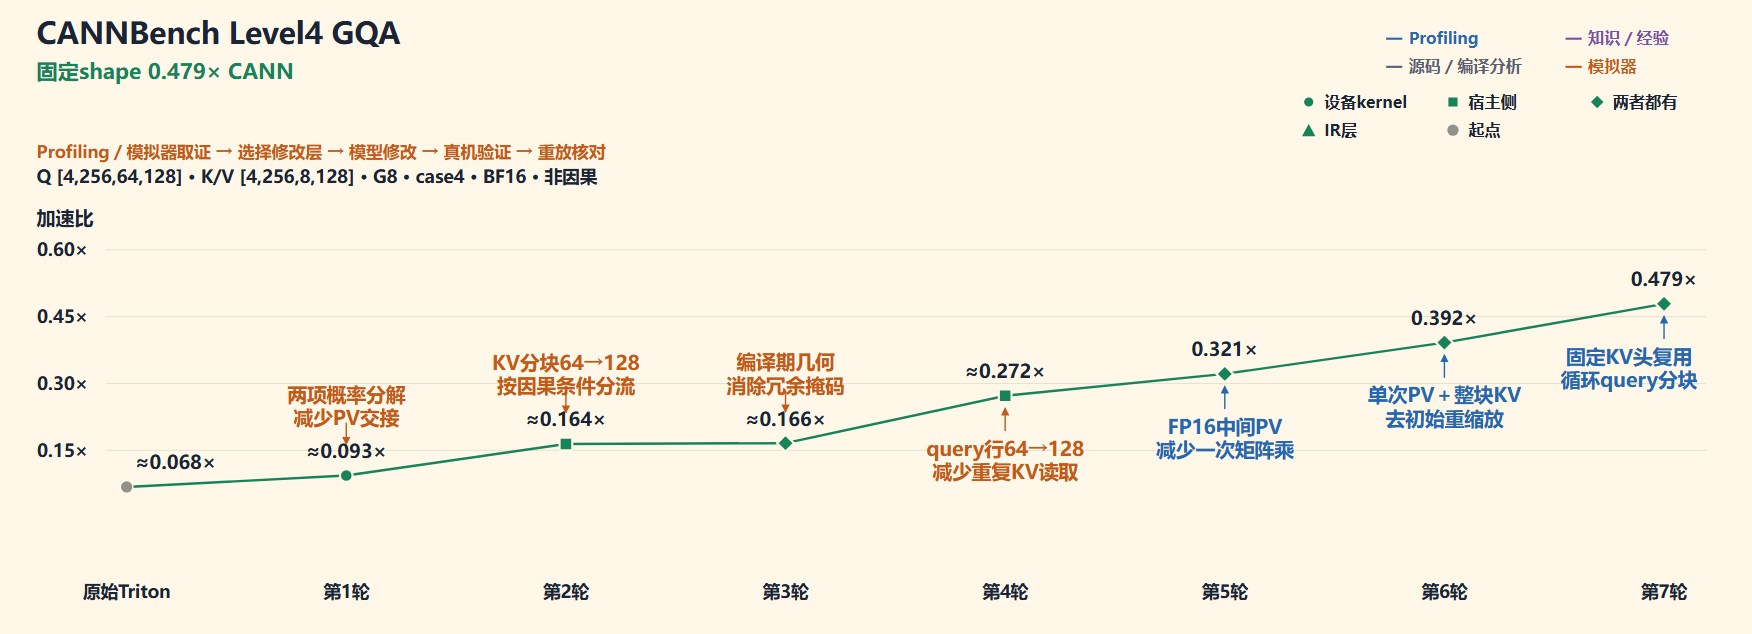 CANNBench Level4 GQA
固定shape 0.479× CANN
Profiling
知识 / 经验
源码 / 编译分析
模拟器
设备kernel
宿主侧
两者都有
IR层
起点
Profiling / 模拟器取证 → 选择修改层 → 模型修改 → 真机验证 → 重放核对
Q [4,256,64,128] • K/V [4,256,8,128] • G8 • case4 • BF16 • 非因果
加速比
0.60×
0.45×
0.30×
0.15×
≈0.068×
两项概率分解
减少PV交接
≈0.093×
KV分块64→128
按因果条件分流
≈0.164×
编译期几何
消除冗余掩码
≈0.166×
≈0.272×
query行64→128
减少重复KV读取
0.321×
FP16中间PV
减少一次矩阵乘
0.392×
单次PV＋整块KV
去初始重缩放
0.479×
固定KV头复用
循环query分块
原始Triton
第1轮
第2轮
第3轮
第4轮
第5轮
第6轮
第7轮